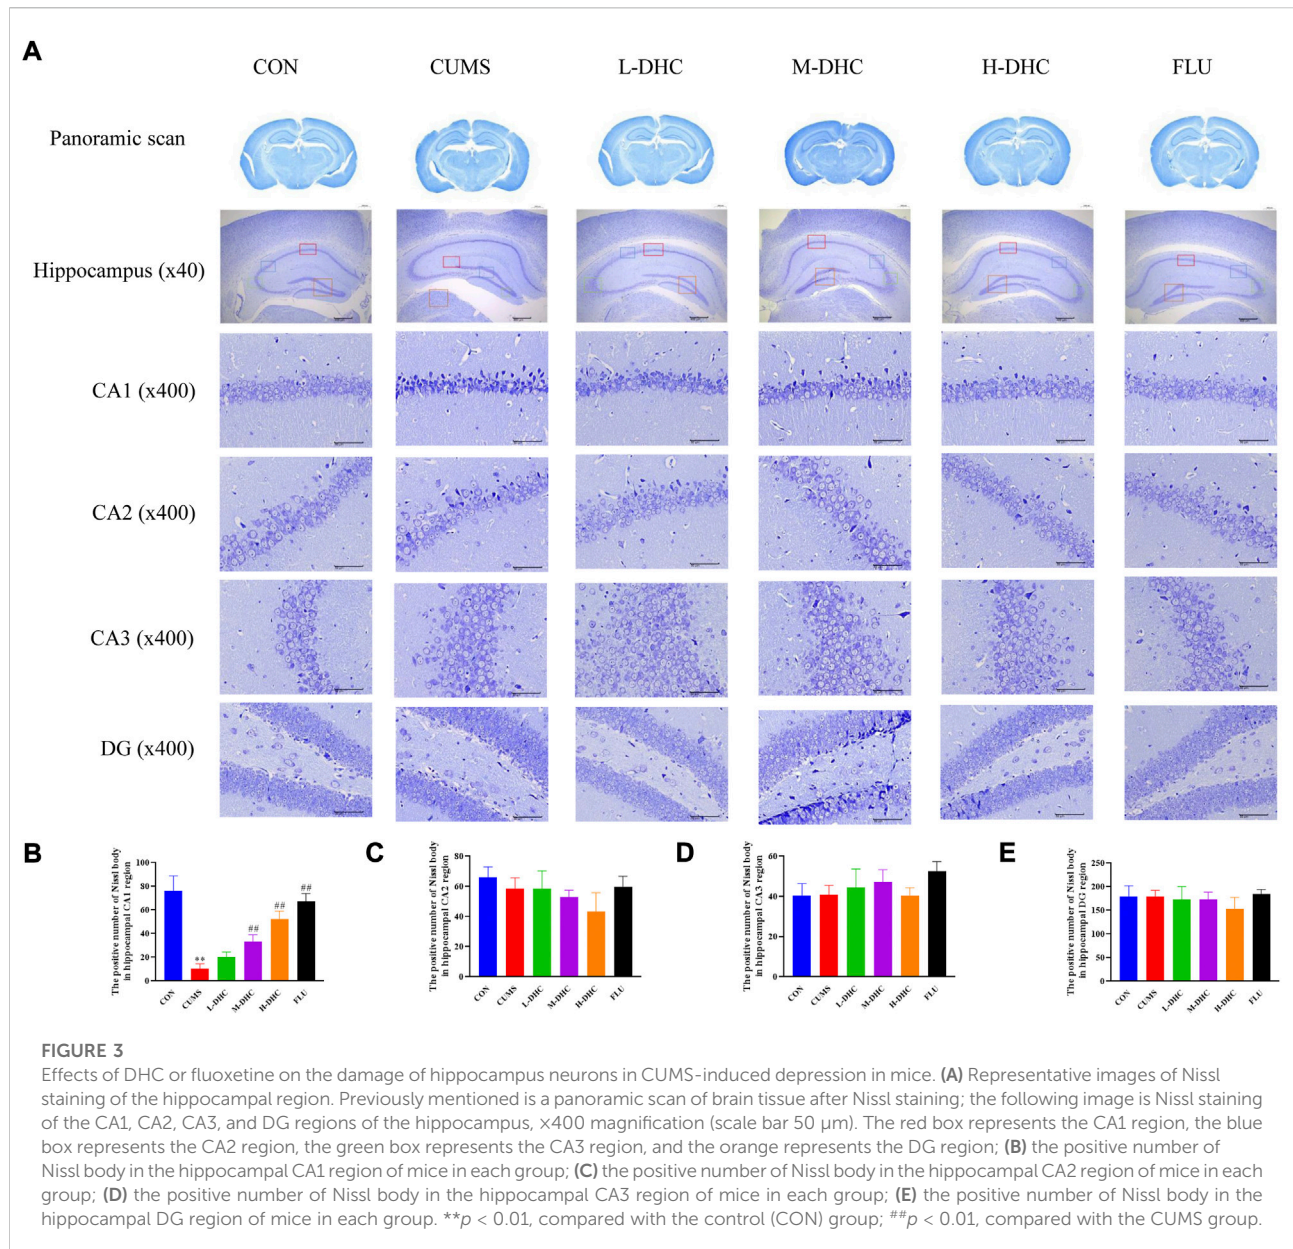 A
CON CUMS L-DHC M-DHC H-DHC FLU
Panoramic scan
Hippocampus (x40)
CA1 (x400)
CA2 (x400)
CA3 (x400)
DG (x400)
B
The positive number of Nissl body
in hippocampal CA1 region
100
80
60
40
20
0
**
##
##
##
CON CUMS L-DHC M-DHC H-DHC FLU
C
The positive number of Nissl body
in hippocampal CA2 region
80
60
40
20
0
CON CUMS L-DHC M-DHC H-DHC FLU
D
The positive number of Nissl body
in hippocampal CA3 region
60
40
20
0
CON CUMS L-DHC M-DHC H-DHC FLU
E
The positive number of Nissl body
in hippocampal DG region
250
200
150
100
50
0
CON CUMS L-DHC M-DHC H-DHC FLU
FIGURE 3
Effects of DHC or fluoxetine on the damage of hippocampus neurons in CUMS-induced depression in mice. (A) Representative images of Nissl
staining of the hippocampal region. Previously mentioned is a panoramic scan of brain tissue after Nissl staining; the following image is Nissl staining
of the CA1, CA2, CA3, and DG regions of the hippocampus, ×400 magnification (scale bar 50 μm). The red box represents the CA1 region, the blue
box represents the CA2 region, the green box represents the CA3 region, and the orange represents the DG region; (B) the positive number of
Nissl body in the hippocampal CA1 region of mice in each group; (C) the positive number of Nissl body in the hippocampal CA2 region of mice in each
group; (D) the positive number of Nissl body in the hippocampal CA3 region of mice in each group; (E) the positive number of Nissl body in the
hippocampal DG region of mice in each group. **p < 0.01, compared with the control (CON) group; ##p < 0.01, compared with the CUMS group.